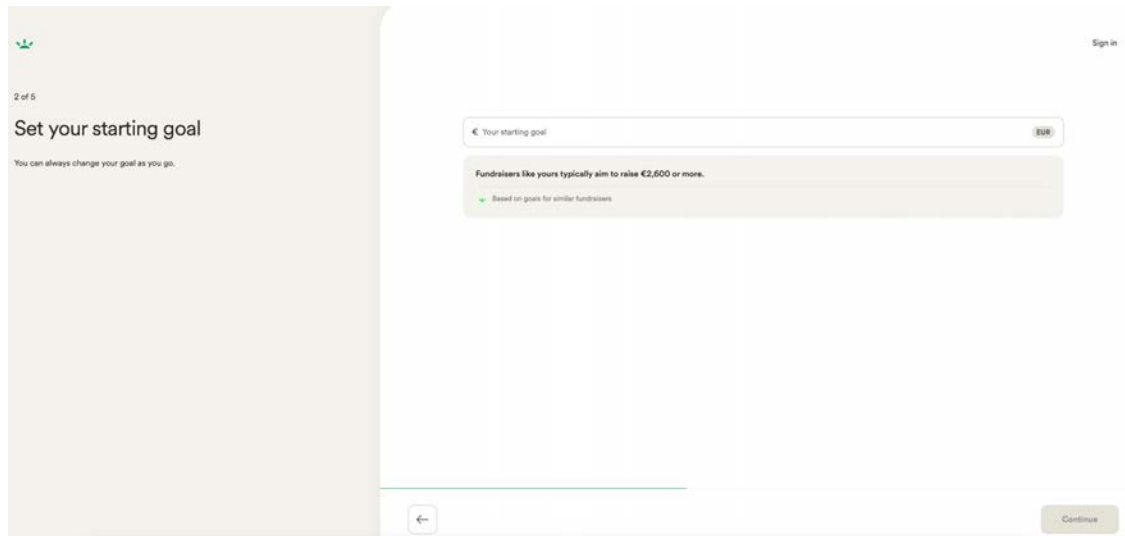 Sign in
2 of 5
Set your starting goal
You can always change your goal as you go.
€ Your starting goal EUR
Fundraisers like yours typically aim to raise €2,600 or more.
Based on goals for similar fundraisers
Continue